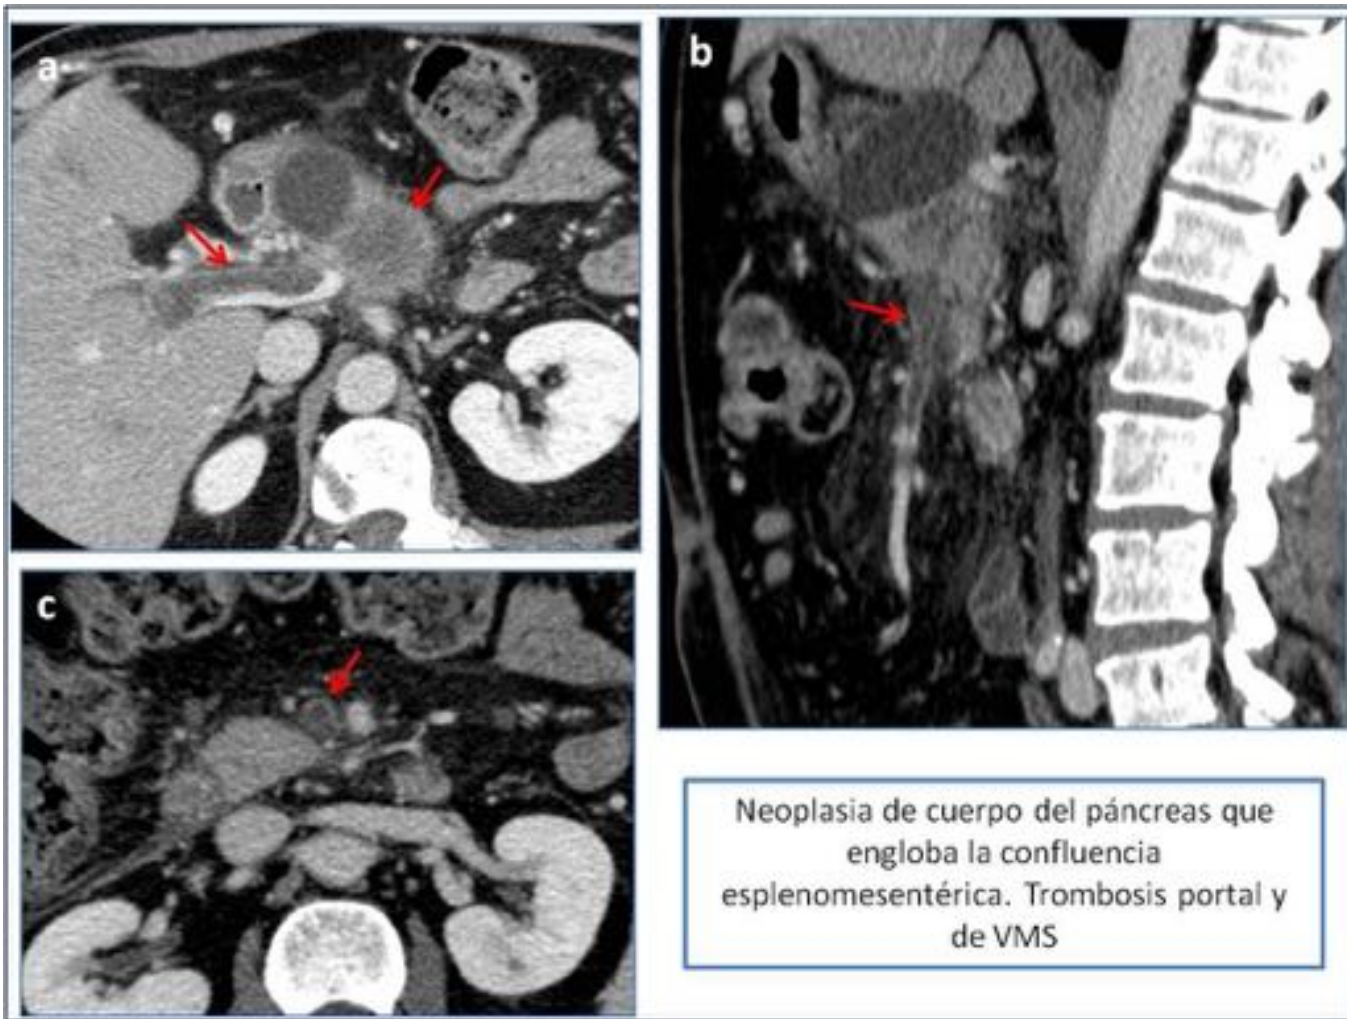 a
b
c
Neoplasia de cuerpo del páncreas que
engloba la confluencia
esplenomesentérica. Trombosis portal y
de VMS